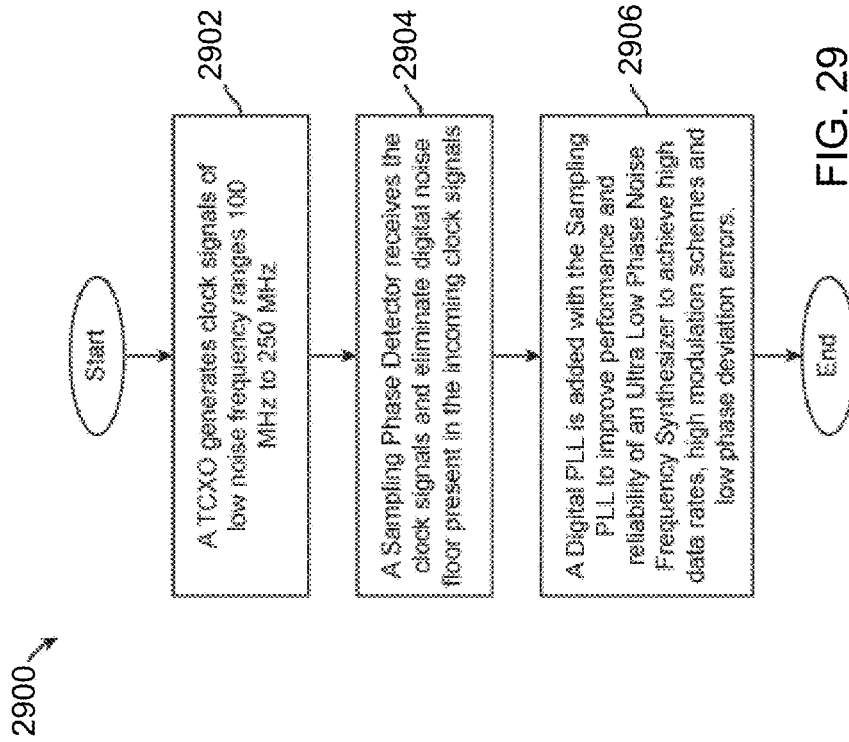 2900
Start
A TCXO generates clock signals of
low noise frequency ranges 100
MHz to 250 MHz
2902
A Sampling Phase Detector receives the
clock signals and eliminate digital noise
floor present in the incoming clock signals
2904
A Digital PLL is added with the Sampling
PLL to improve performance and
reliability of an Ultra Low Phase Noise
Frequency Synthesizer to achieve high
data rates, high modulation schemes and
low phase deviation errors.
2906
End
FIG. 29